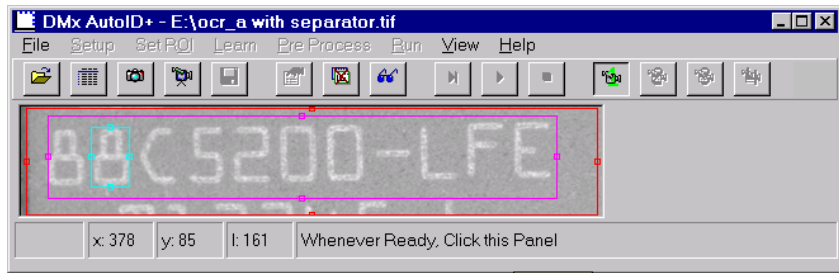 DMx AutoID+ - E:\ocr_a with separator.tif
File Setup Set ROI Learn Pre Process Run View Help
88C5200-LFE
x: 378 y: 85 I: 161 Whenever Ready, Click this Panel